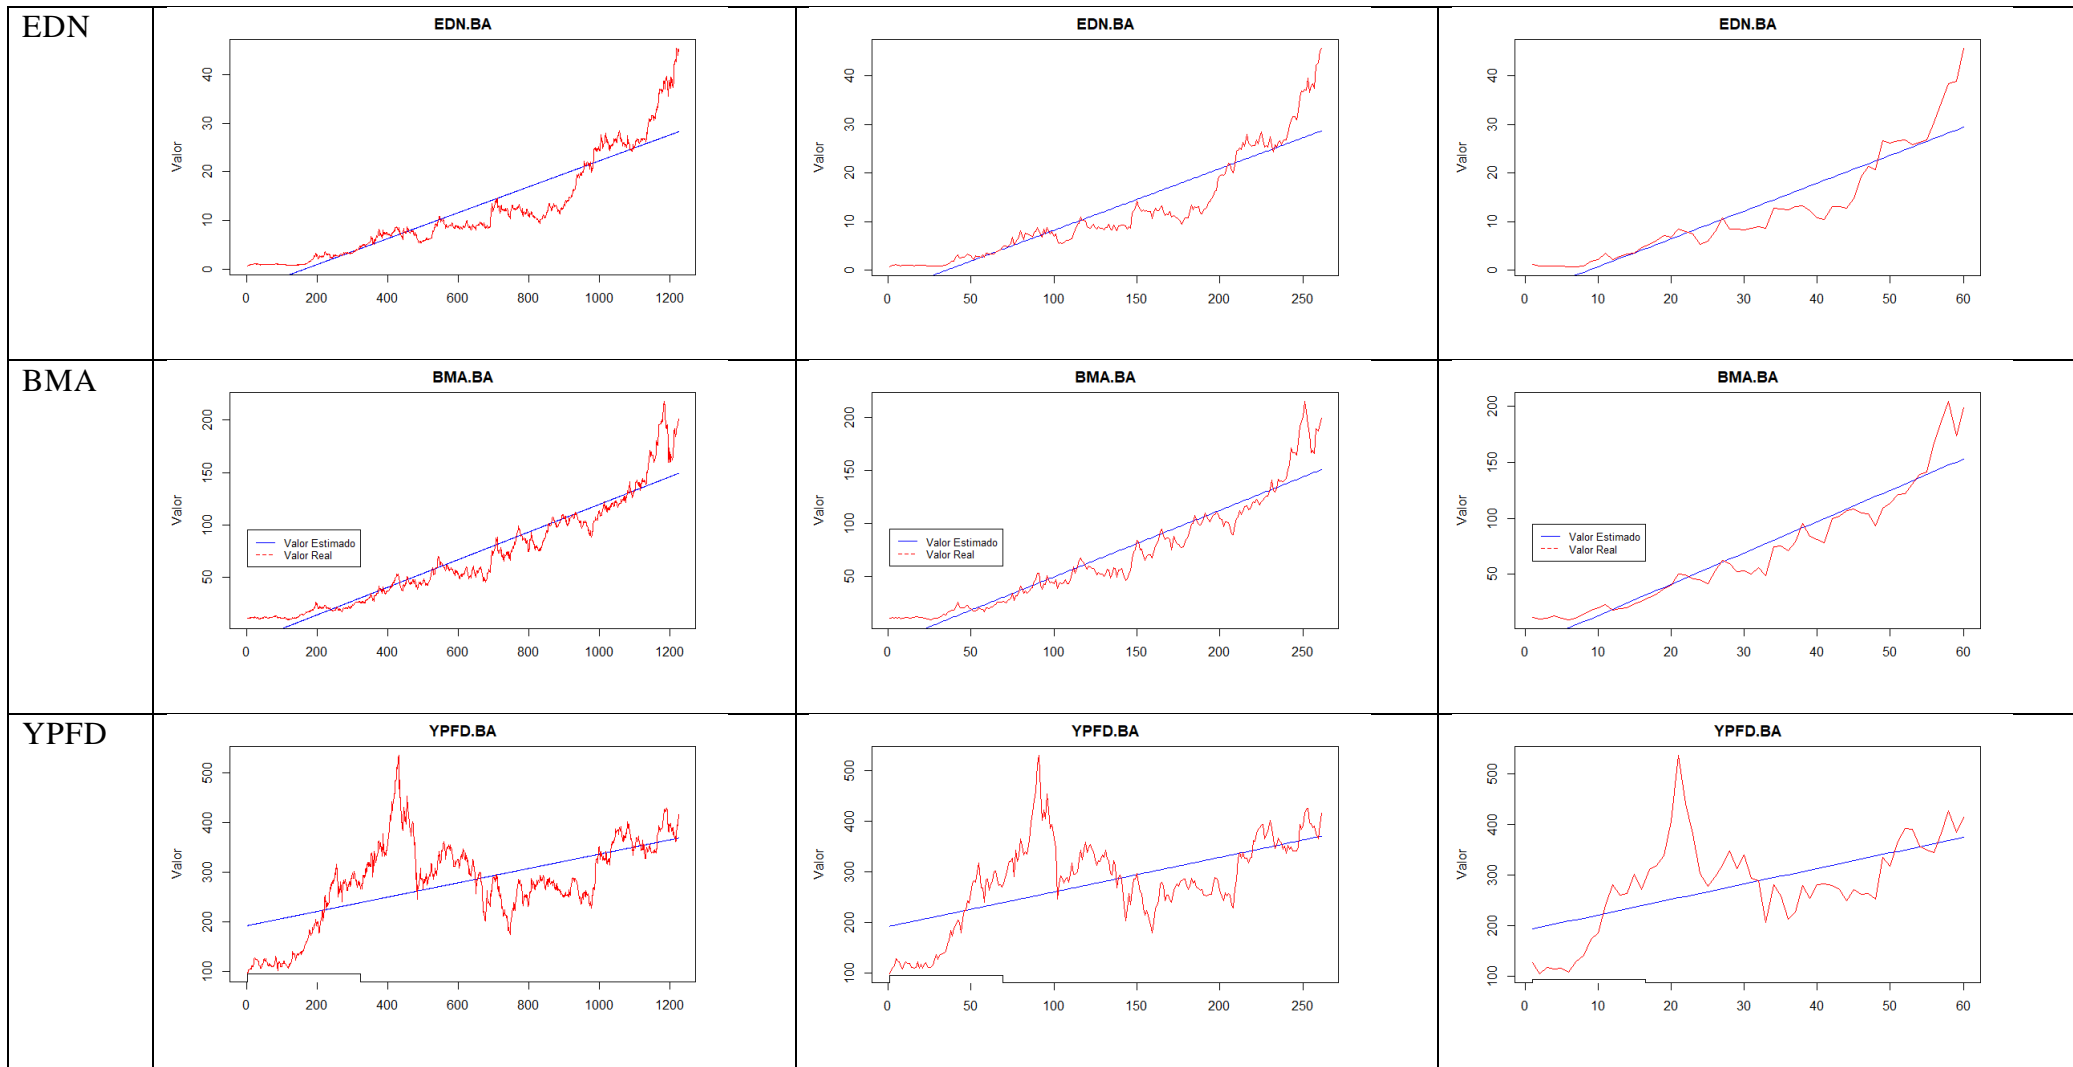 EDN
EDN.BA
Valor
0 10 20 30 40
0 200 400 600 800 1000 1200
EDN.BA
Valor
0 10 20 30 40
0 50 100 150 200 250
EDN.BA
Valor
0 10 20 30 40
0 10 20 30 40 50 60
BMA
BMA.BA
Valor
50 100 150 200
Valor Estimado
Valor Real
0 200 400 600 800 1000 1200
BMA.BA
Valor
50 100 150 200
Valor Estimado
Valor Real
0 50 100 150 200 250
BMA.BA
Valor
50 100 150 200
Valor Estimado
Valor Real
0 10 20 30 40 50 60
YPFD
YPFD.BA
Valor
100 200 300 400 500
0 200 400 600 800 1000 1200
YPFD.BA
Valor
100 200 300 400 500
0 50 100 150 200 250
YPFD.BA
Valor
100 200 300 400 500
0 10 20 30 40 50 60